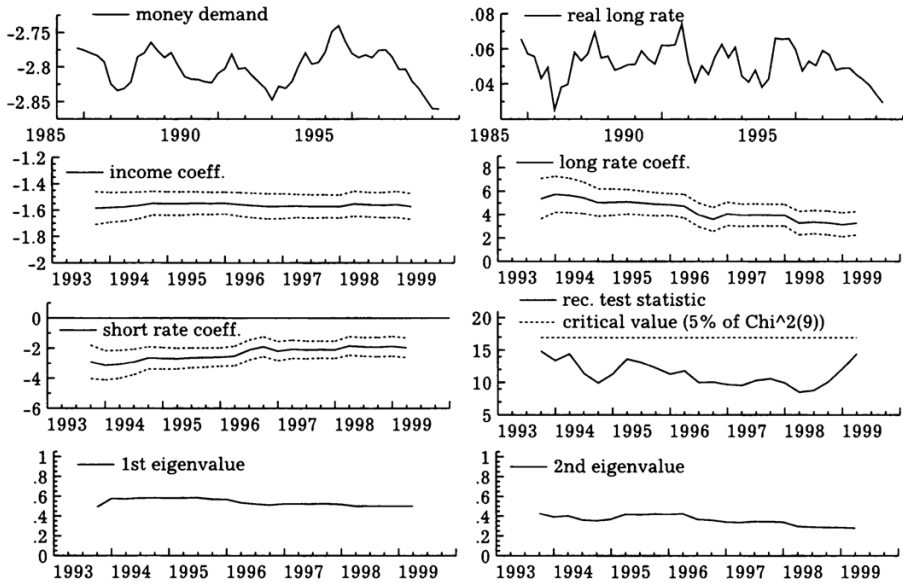 money demand
-2.75
-2.8
-2.85
1985 1990 1995
real long rate
.08
.06
.04
1985 1990 1995
income coeff.
-1.2
-1.4
-1.6
-1.8
-2
1993 1994 1995 1996 1997 1998 1999
long rate coeff.
8
6
4
2
0
1993 1994 1995 1996 1997 1998 1999
short rate coeff.
0
-2
-4
-6
1993 1994 1995 1996 1997 1998 1999
rec. test statistic
critical value (5% of Chi^2(9))
20
15
10
5
1993 1994 1995 1996 1997 1998 1999
1st eigenvalue
1
.8
.6
.4
.2
0
1993 1994 1995 1996 1997 1998 1999
2nd eigenvalue
1
.8
.6
.4
.2
0
1993 1994 1995 1996 1997 1998 1999